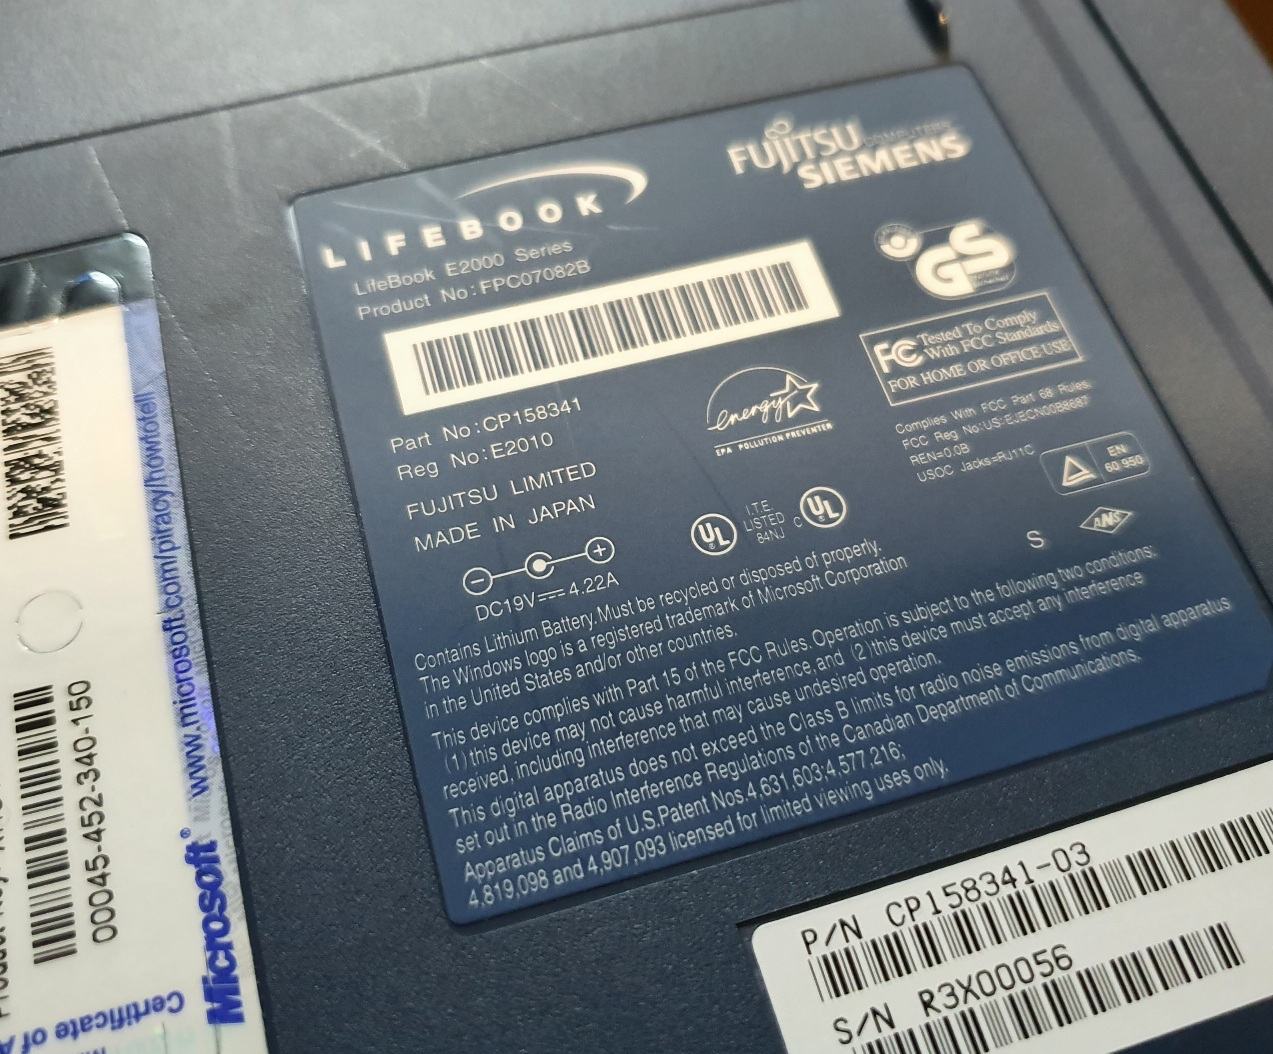 LIFEBOOK
FUJITSU COMPUTERS
SIEMENS
LifeBook E2000 Series
Product No:FPC07082B
GS
FC Tested To Comply
With FCC Standards
FOR HOME OR OFFICE USE
Part No:CP158341
Reg No:E2010
FUJITSU LIMITED
MADE IN JAPAN
DC19V 4.22A
energy
EPA POLLUTION PREVENTER
Complies With FCC Part 68 Rules.
FCC Reg No:US:EJECN00B8687
REN=0.0B
USOC Jacks=RJ11C
EN
60 950
UL
I.T.E.
LISTED
84NJ
C UL
S
ANS
Contains Lithium Battery. Must be recycled or disposed of properly.
The Windows logo is a registered trademark of Microsoft Corporation
in the United States and/or other countries.
This device complies with Part 15 of the FCC Rules. Operation is subject to the following two conditions:
(1) this device may not cause harmful interference, and (2) this device must accept any interference
received, including interference that may cause undesired operation.
This digital apparatus does not exceed the Class B limits for radio noise emissions from digital apparatus
set out in the Radio Interference Regulations of the Canadian Department of Communications.
Apparatus Claims of U.S.Patent Nos.4,631,603;4,577,216;
4,819,098 and 4,907,093 licensed for limited viewing uses only.
P/N CP158341-03
S/N R3X00056
00045-452-340-150
Microsoft® www.microsoft.com/piracy/howtotell
Certificate of A